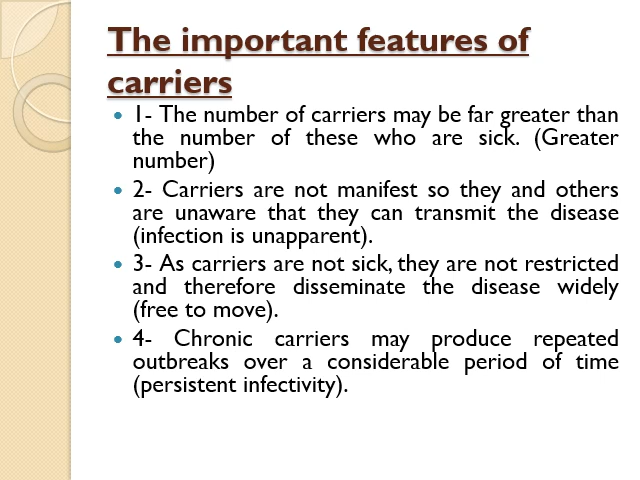 The important features of
carriers
• 1- The number of carriers may be far greater than
the number of these who are sick. (Greater
number)
• 2- Carriers are not manifest so they and others
are unaware that they can transmit the disease
(infection is unapparent).
• 3- As carriers are not sick, they are not restricted
and therefore disseminate the disease widely
(free to move).
• 4- Chronic carriers may produce repeated
outbreaks over a considerable period of time
(persistent infectivity).